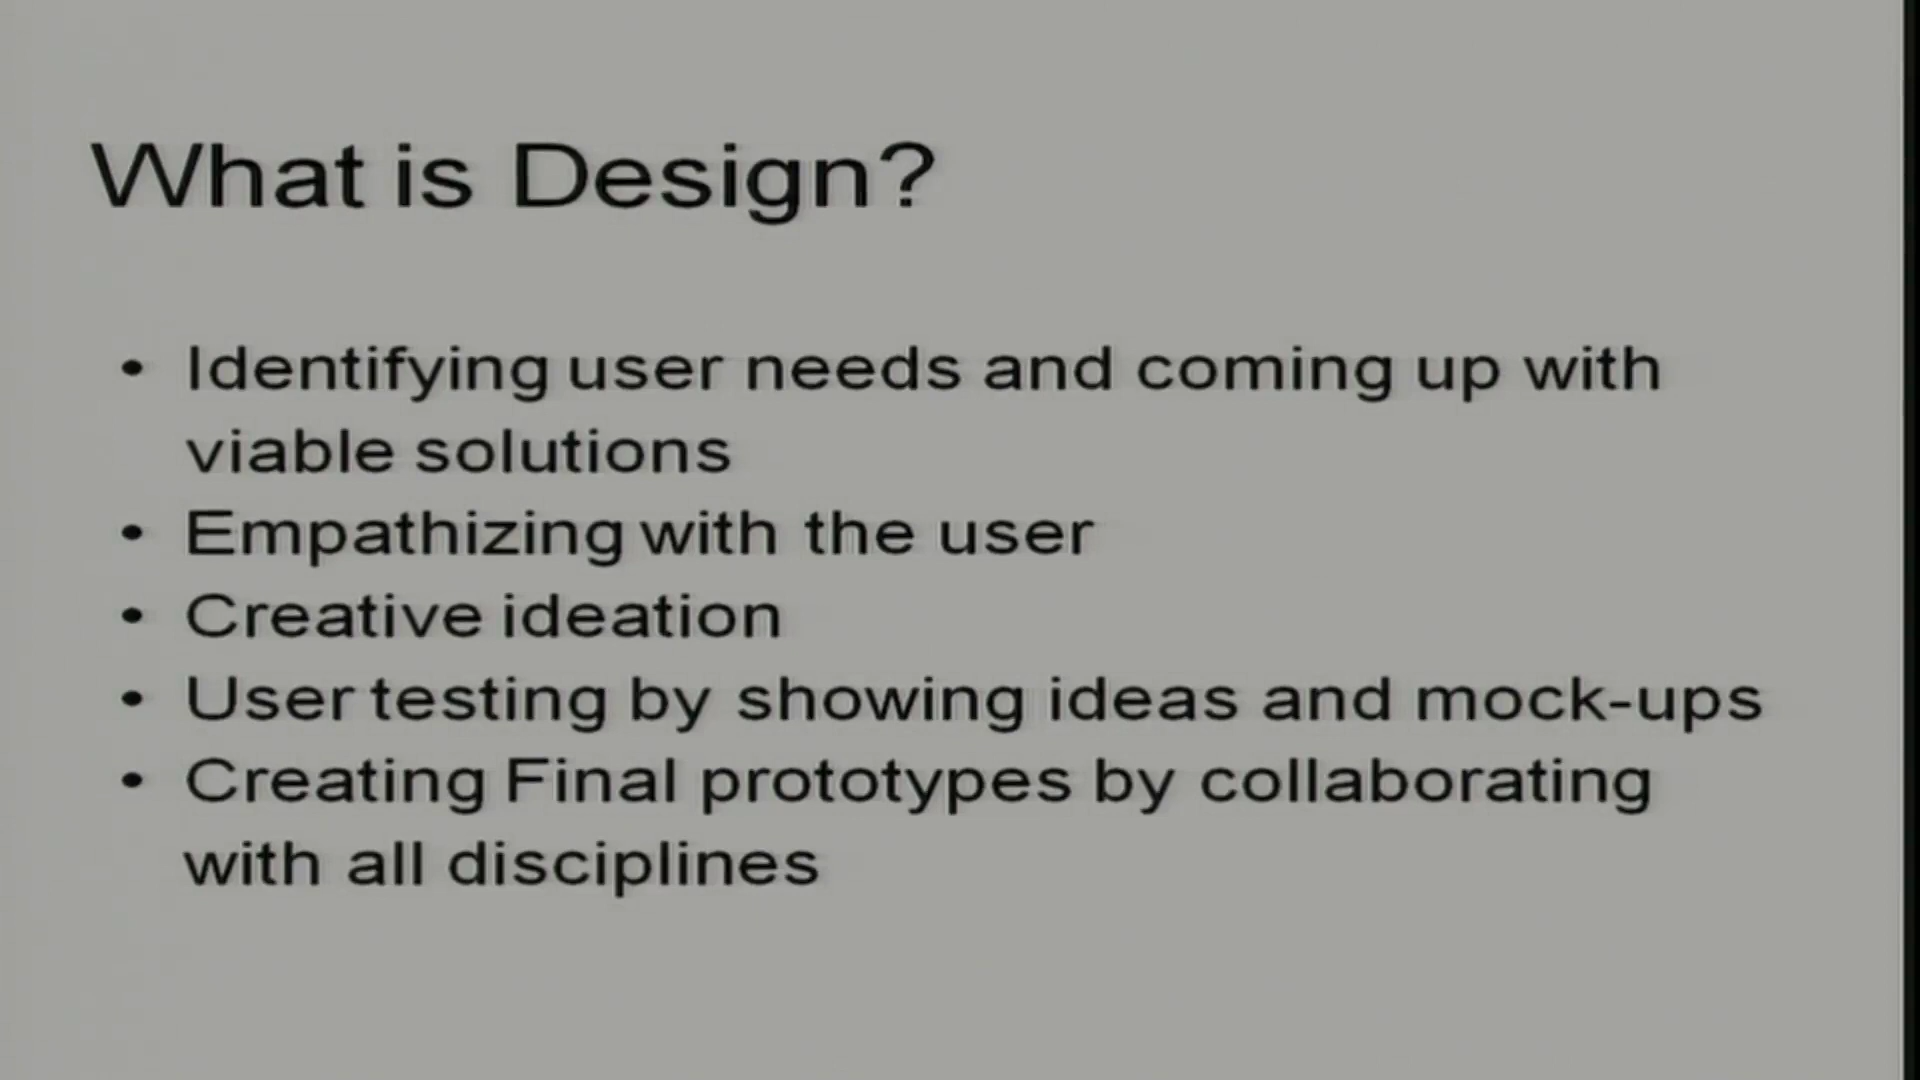 What is Design?
• Identifying user needs and coming up with
viable solutions
• Empathizing with the user
• Creative ideation
• User testing by showing ideas and mock-ups
• Creating Final prototypes by collaborating
with all disciplines